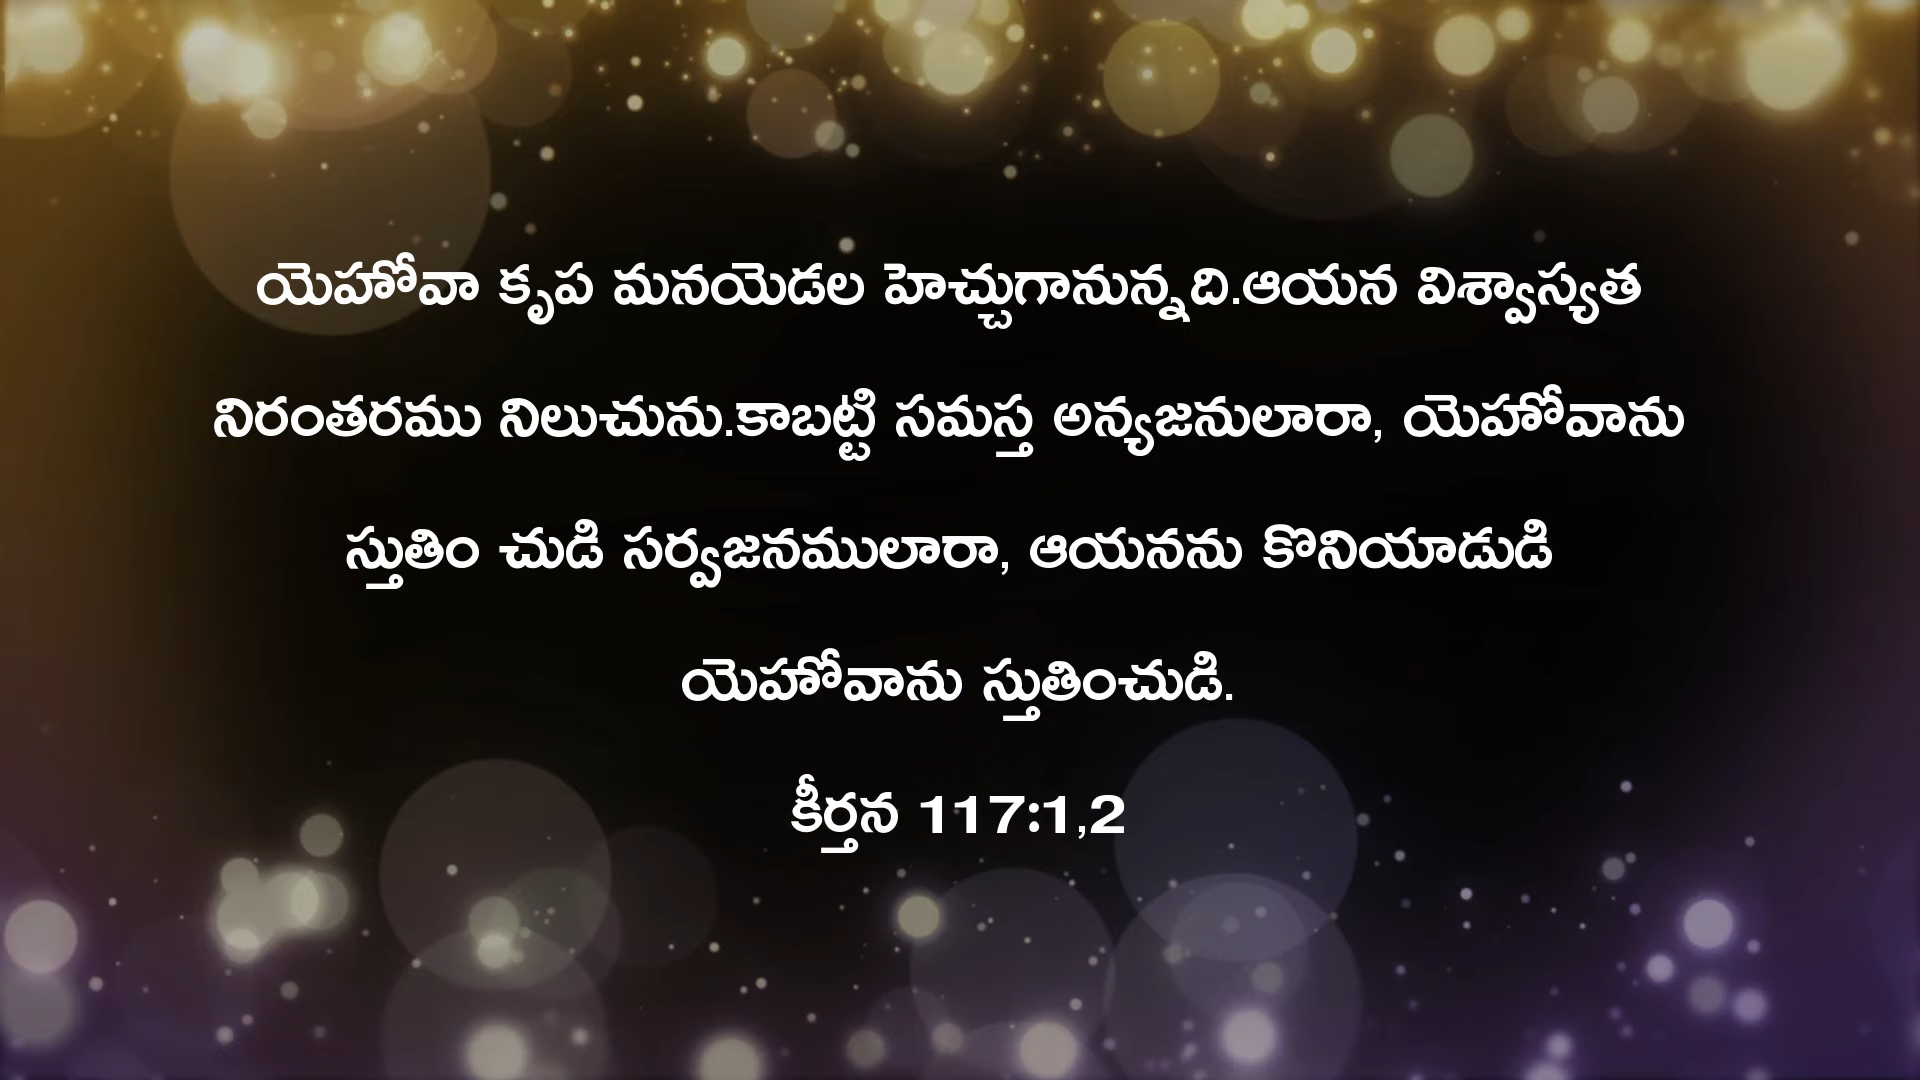 యెహోవా కృప మనయెడల హెచ్చుగానున్నది.ఆయన విశ్వాస్యత
నిరంతరము నిలుచును.కాబట్టి సమస్త అన్యజనులారా, యెహోవాను
స్తుతిం చుడి సర్వజనములారా, ఆయనను కొనియాడుడి
యెహోవాను స్తుతించుడి.
కీర్తన 117:1,2